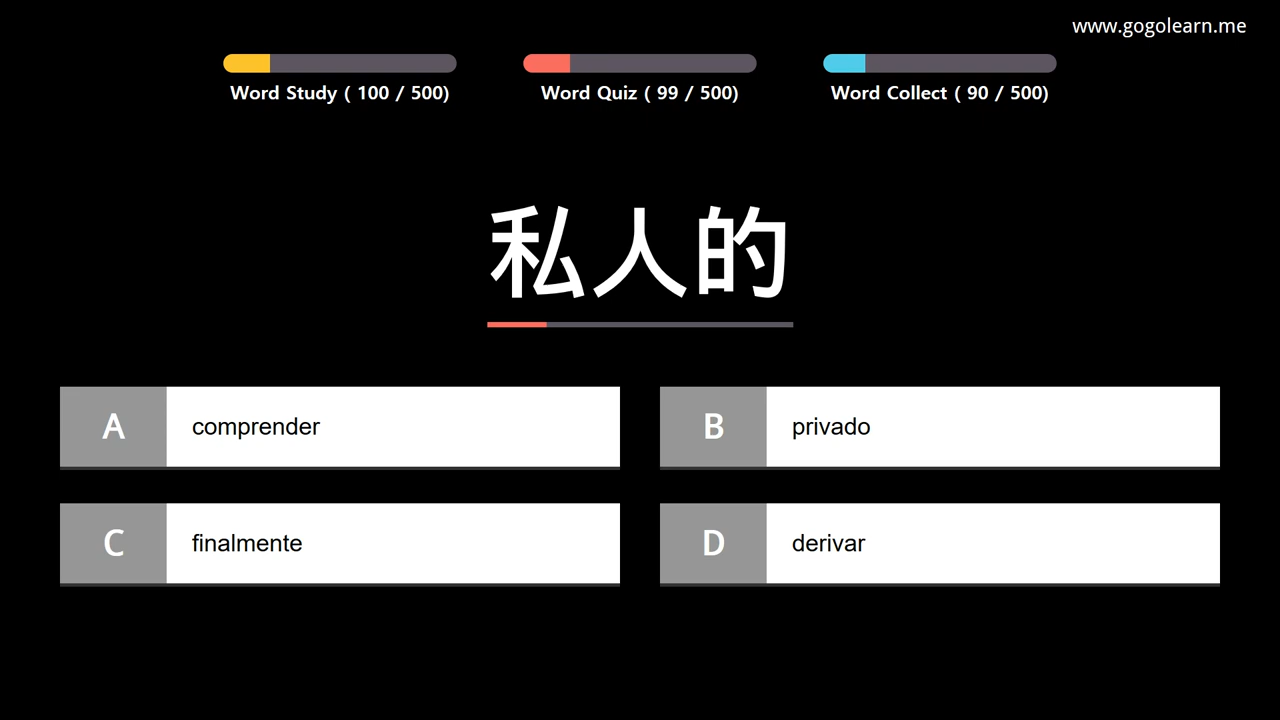 www.gogolearn.me
Word Study ( 100 / 500)
Word Quiz ( 99 / 500)
Word Collect ( 90 / 500)
私人的
A comprender
B privado
C finalmente
D derivar